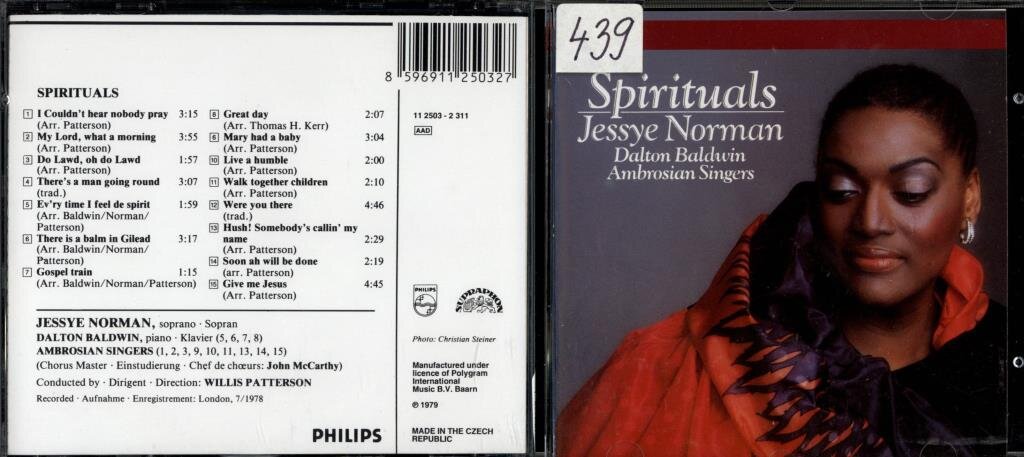 8 596911 250327
SPIRITUALS
1 I Couldn't hear nobody pray 3:15
(Arr. Patterson)
2 My Lord, what a morning 3:55
(Arr. Patterson)
3 Do Lawd, oh do Lawd 1:57
(Arr. Patterson)
4 There's a man going round 3:07
(trad.)
5 Ev'ry time I feel de spirit 1:59
(Arr. Baldwin/Norman/
Patterson)
6 There is a balm in Gilead 3:17
(Arr. Baldwin/Norman/
Patterson)
7 Gospel train 1:15
(Arr. Baldwin/Norman/Patterson)
8 Great day 2:07
(Arr. Thomas H. Kerr)
Mary had a baby 3:04
(Arr. Patterson)
10 Live a humble 2:00
(Arr. Patterson)
11 Walk together children 2:10
(Arr. Patterson)
12 Were you there 4:46
(trad.)
13 Hush! Somebody's callin' my
name 2:29
(Arr. Patterson)
14 Soon ah will be done 2:19
(arr. Patterson)
15 Give me Jesus 4:45
(Arr. Patterson)
JESSYE NORMAN, soprano · Sopran
DALTON BALDWIN, piano · Klavier (5, 6, 7, 8)
AMBROSIAN SINGERS (1, 2, 3, 9, 10, 11, 13, 14, 15)
(Chorus Master · Einstudierung · Chef de chœurs: John McCarthy)
Conducted by · Dirigent · Direction: WILLIS PATTERSON
Recorded · Aufnahme · Enregistrement: London, 7/1978
PHILIPS
11 2503 - 2 311
AAD
PHILIPS
SUPRAPHON
Photo: Christian Steiner
Manufactured under
licence of Polygram
International
Music B.V. Baarn
℗ 1979
MADE IN THE CZECH
REPUBLIC
439
Spirituals
Jessye Norman
Dalton Baldwin
Ambrosian Singers